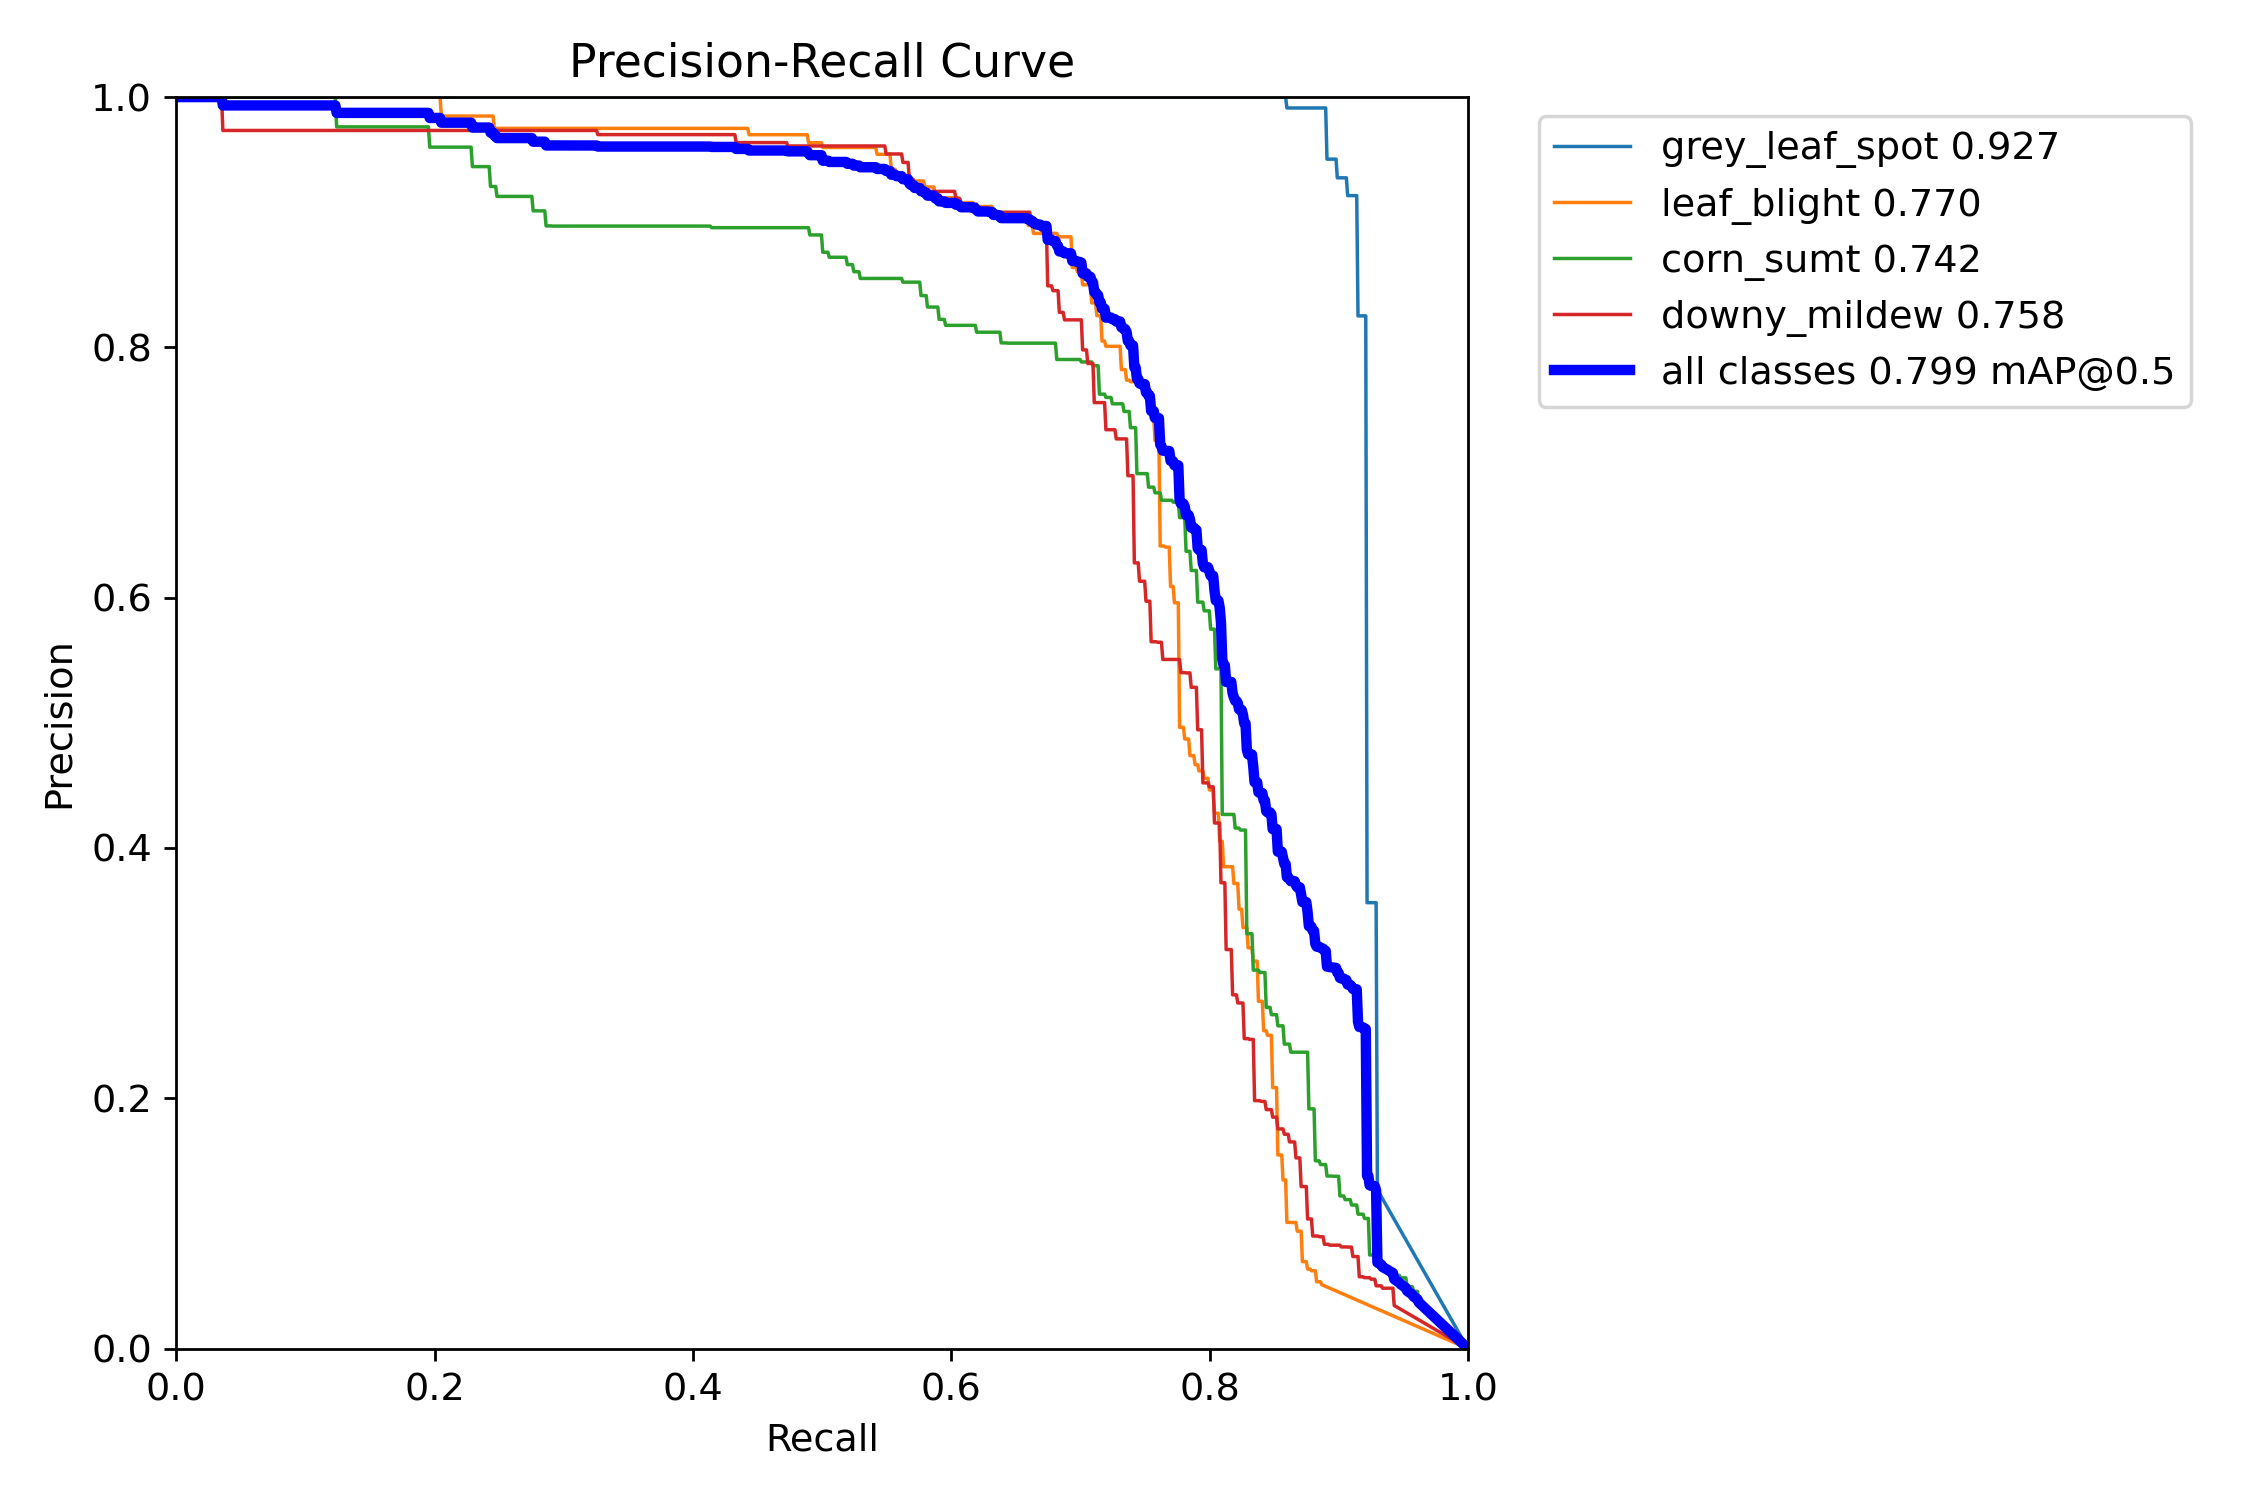 Precision-Recall Curve
1.0
0.8
0.6
0.4
0.2
0.0
Precision
0.0 0.2 0.4 0.6 0.8 1.0
Recall
grey_leaf_spot 0.927
leaf_blight 0.770
corn_sumt 0.742
downy_mildew 0.758
all classes 0.799 mAP@0.5